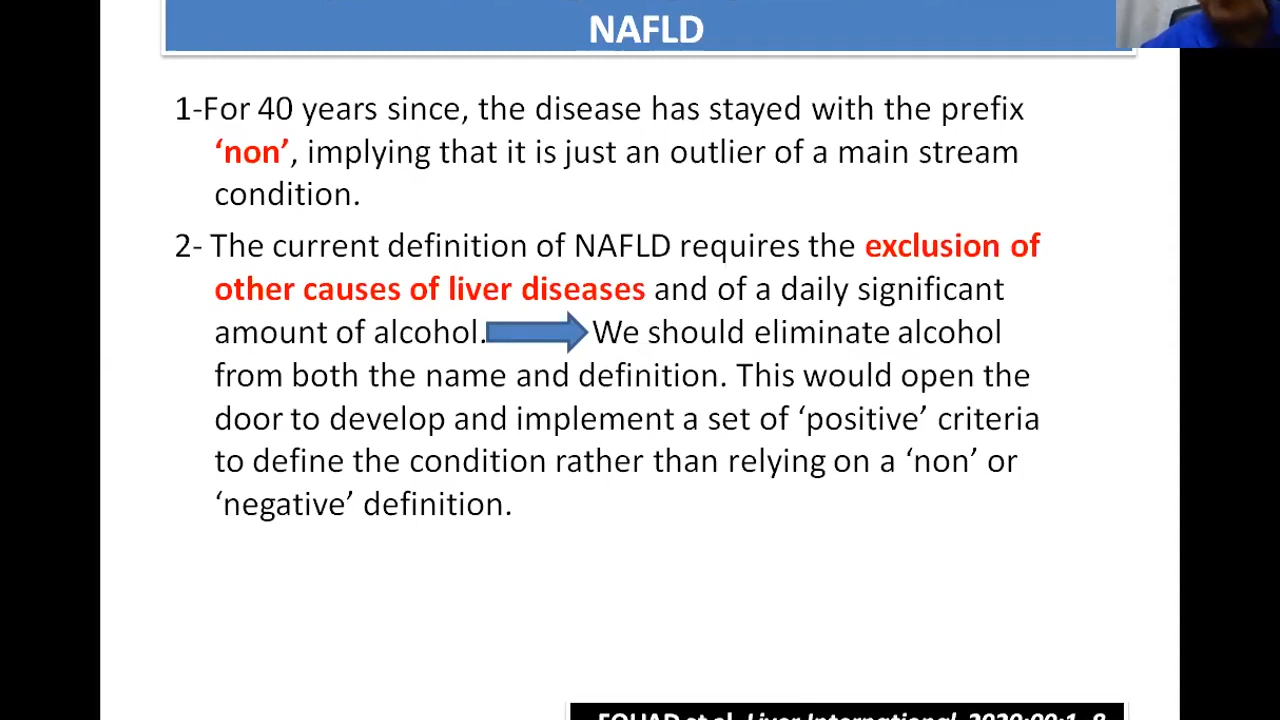 NAFLD
1-For 40 years since, the disease has stayed with the prefix
‘non’, implying that it is just an outlier of a main stream
condition.
2- The current definition of NAFLD requires the exclusion of
other causes of liver diseases and of a daily significant
amount of alcohol. We should eliminate alcohol
from both the name and definition. This would open the
door to develop and implement a set of ‘positive’ criteria
to define the condition rather than relying on a ‘non’ or
‘negative’ definition.
FOUAD et al. Liver International. 2020;00:1–8